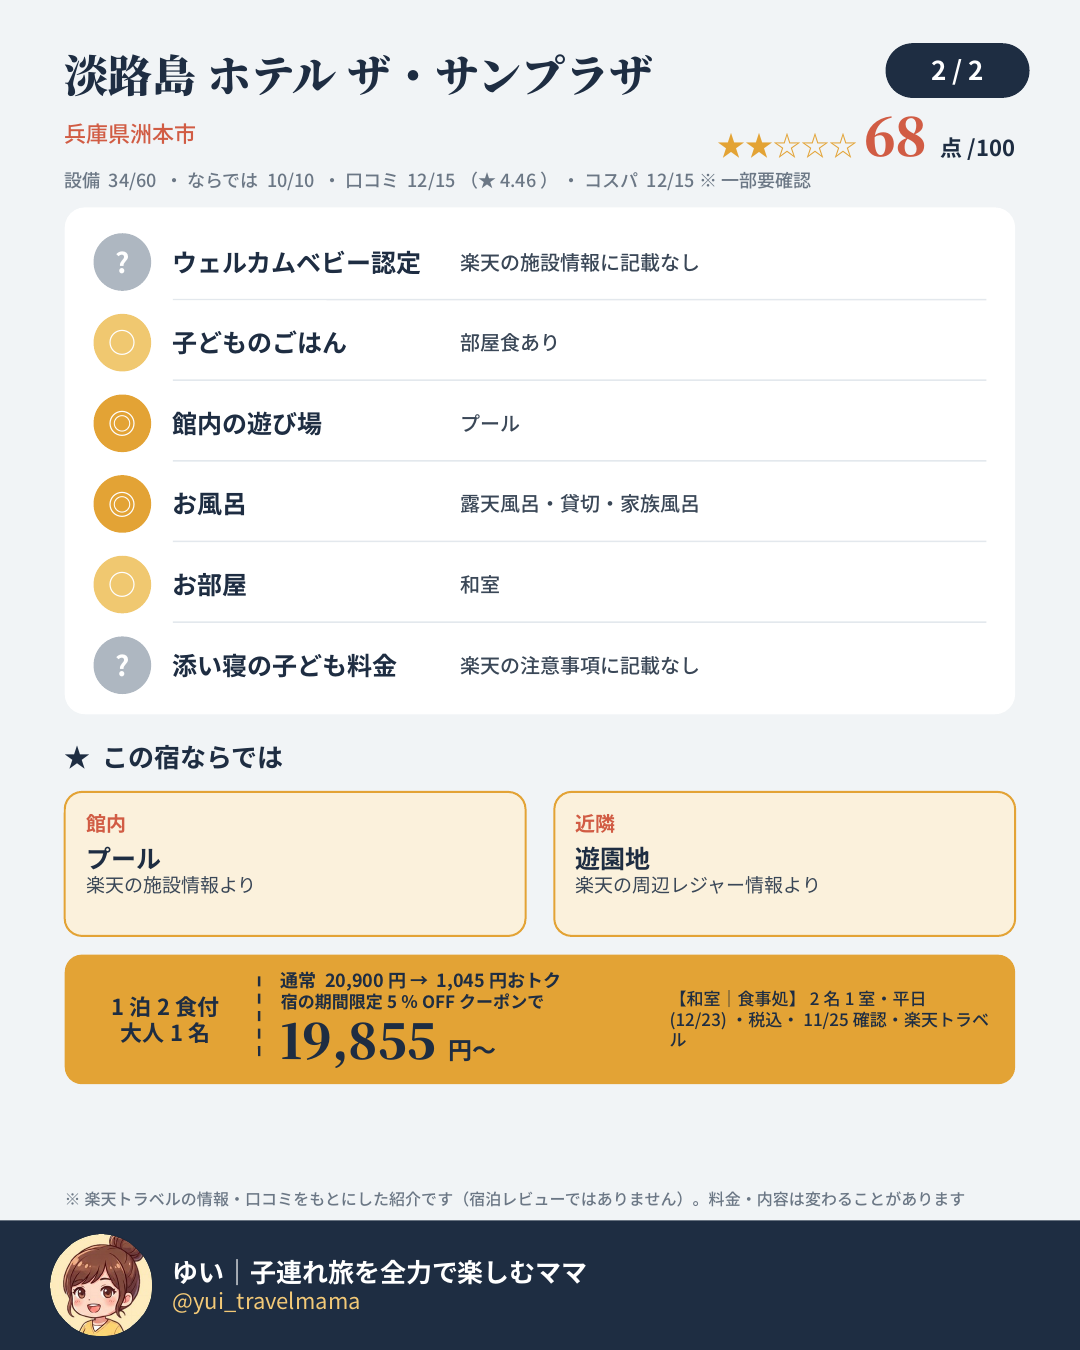 淡路島 ホテル ザ・サンプラザ
2 / 2
兵庫県洲本市
★★☆☆☆ 68 点 /100
設備 34/60 ・ ならでは 10/10 ・ 口コミ 12/15 （★ 4.46 ） ・ コスパ 12/15 ※ 一部要確認
? ウェルカムベビー認定 楽天の施設情報に記載なし
○ 子どものごはん 部屋食あり
◎ 館内の遊び場 プール
◎ お風呂 露天風呂・貸切・家族風呂
○ お部屋 和室
? 添い寝の子ども料金 楽天の注意事項に記載なし
★ この宿ならでは
館内
プール
楽天の施設情報より
近隣
遊園地
楽天の周辺レジャー情報より
1 泊 2 食付
大人 1 名
通常 20,900 円→ 1,045 円おトク
宿の期間限定 5 % OFF クーポンで
19,855 円〜
【和室｜食事処】 2 名 1 室・平日
(12/23) ・税込・ 11/25 確認・楽天トラベ
ル
※ 楽天トラベルの情報・口コミをもとにした紹介です（宿泊レビューではありません）。料金・内容は変わることがあります
ゆい｜子連れ旅を全力で楽しむママ
@yui_travelmama